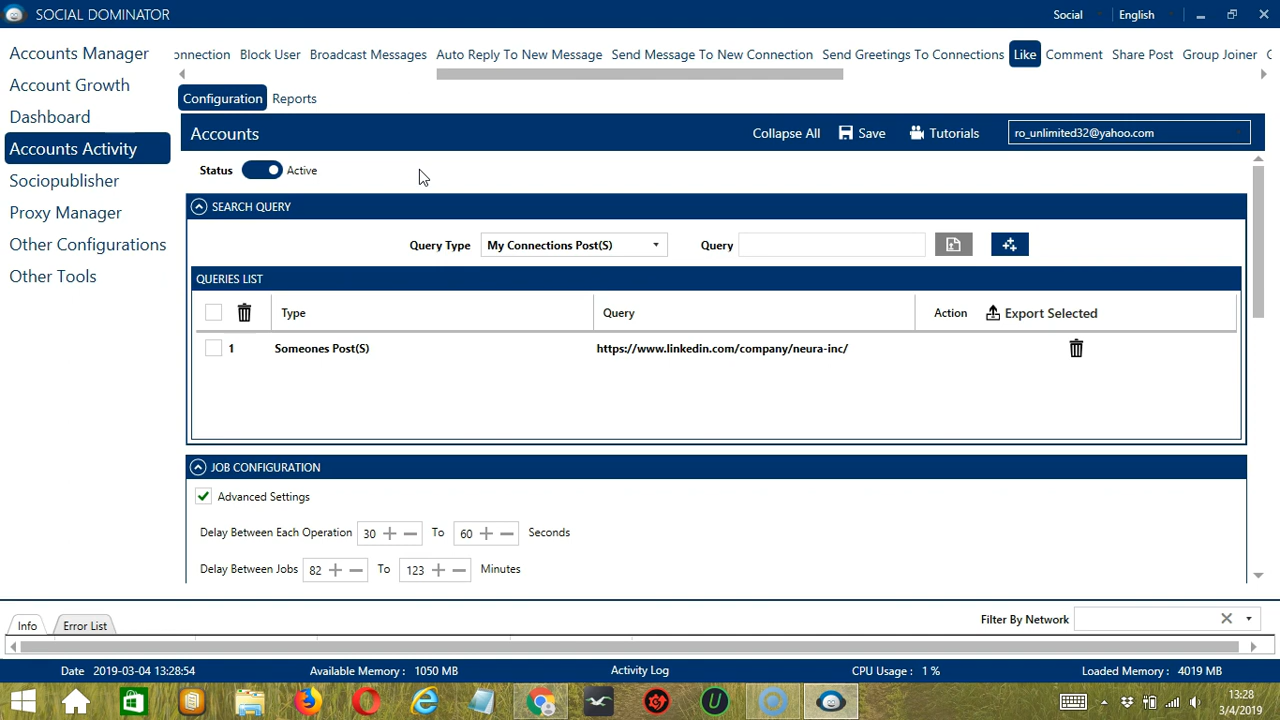 SOCIAL DOMINATOR
Social
English
Accounts Manager
Account Growth
Dashboard
Accounts Activity
Sociopublisher
Proxy Manager
Other Configurations
Other Tools
onnection
Block User
Broadcast Messages
Auto Reply To New Message
Send Message To New Connection
Send Greetings To Connections
Like
Comment
Share Post
Group Joiner
Configuration
Reports
Accounts
Collapse All
Save
Tutorials
ro_unlimited32@yahoo.com
Status
Active
SEARCH QUERY
Query Type
My Connections Post(S)
Query
QUERIES LIST
Type
Query
Action
Export Selected
1
Someones Post(S)
https://www.linkedin.com/company/neura-inc/
JOB CONFIGURATION
Advanced Settings
Delay Between Each Operation 30 To 60 Seconds
Delay Between Jobs 82 To 123 Minutes
Info
Error List
Filter By Network
Date 2019-03-04 13:28:54
Available Memory : 1050 MB
Activity Log
CPU Usage : 1 %
Loaded Memory : 4019 MB
13:28
3/4/2019